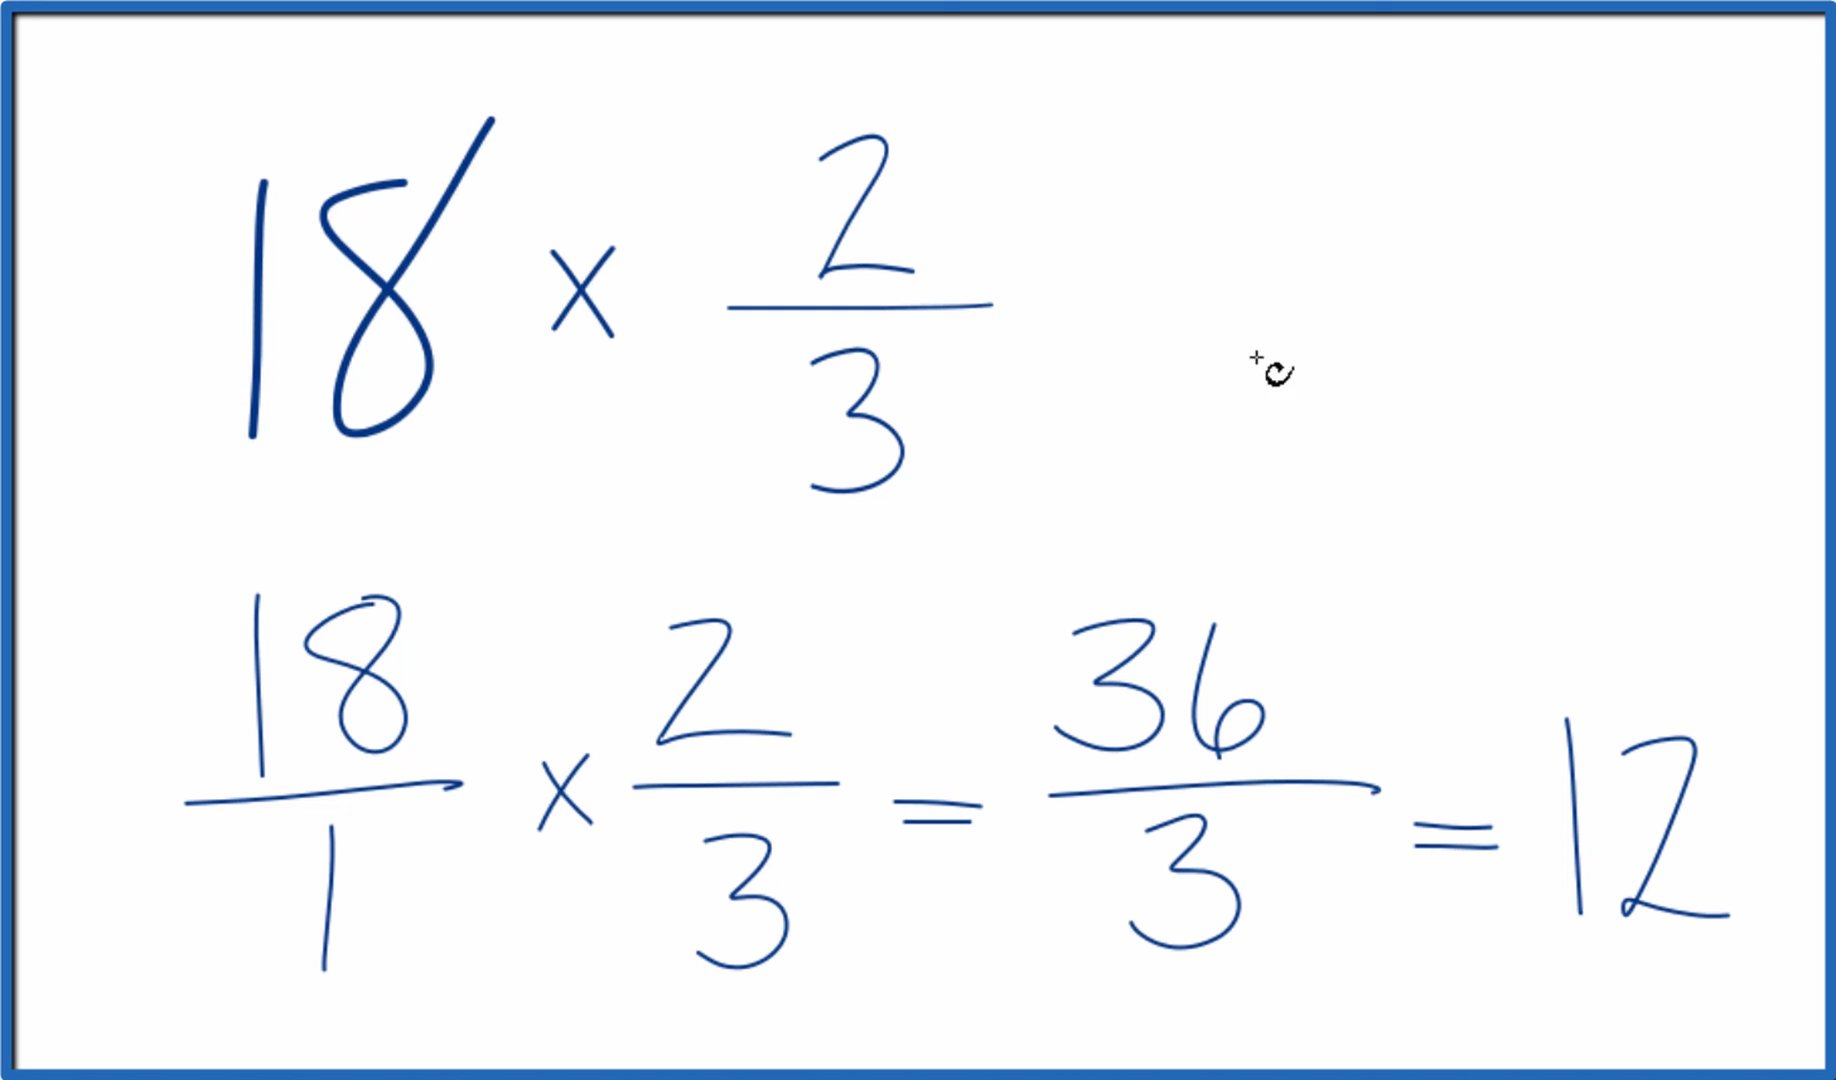 18 × 2/3
18/1 × 2/3 = 36/3 = 12